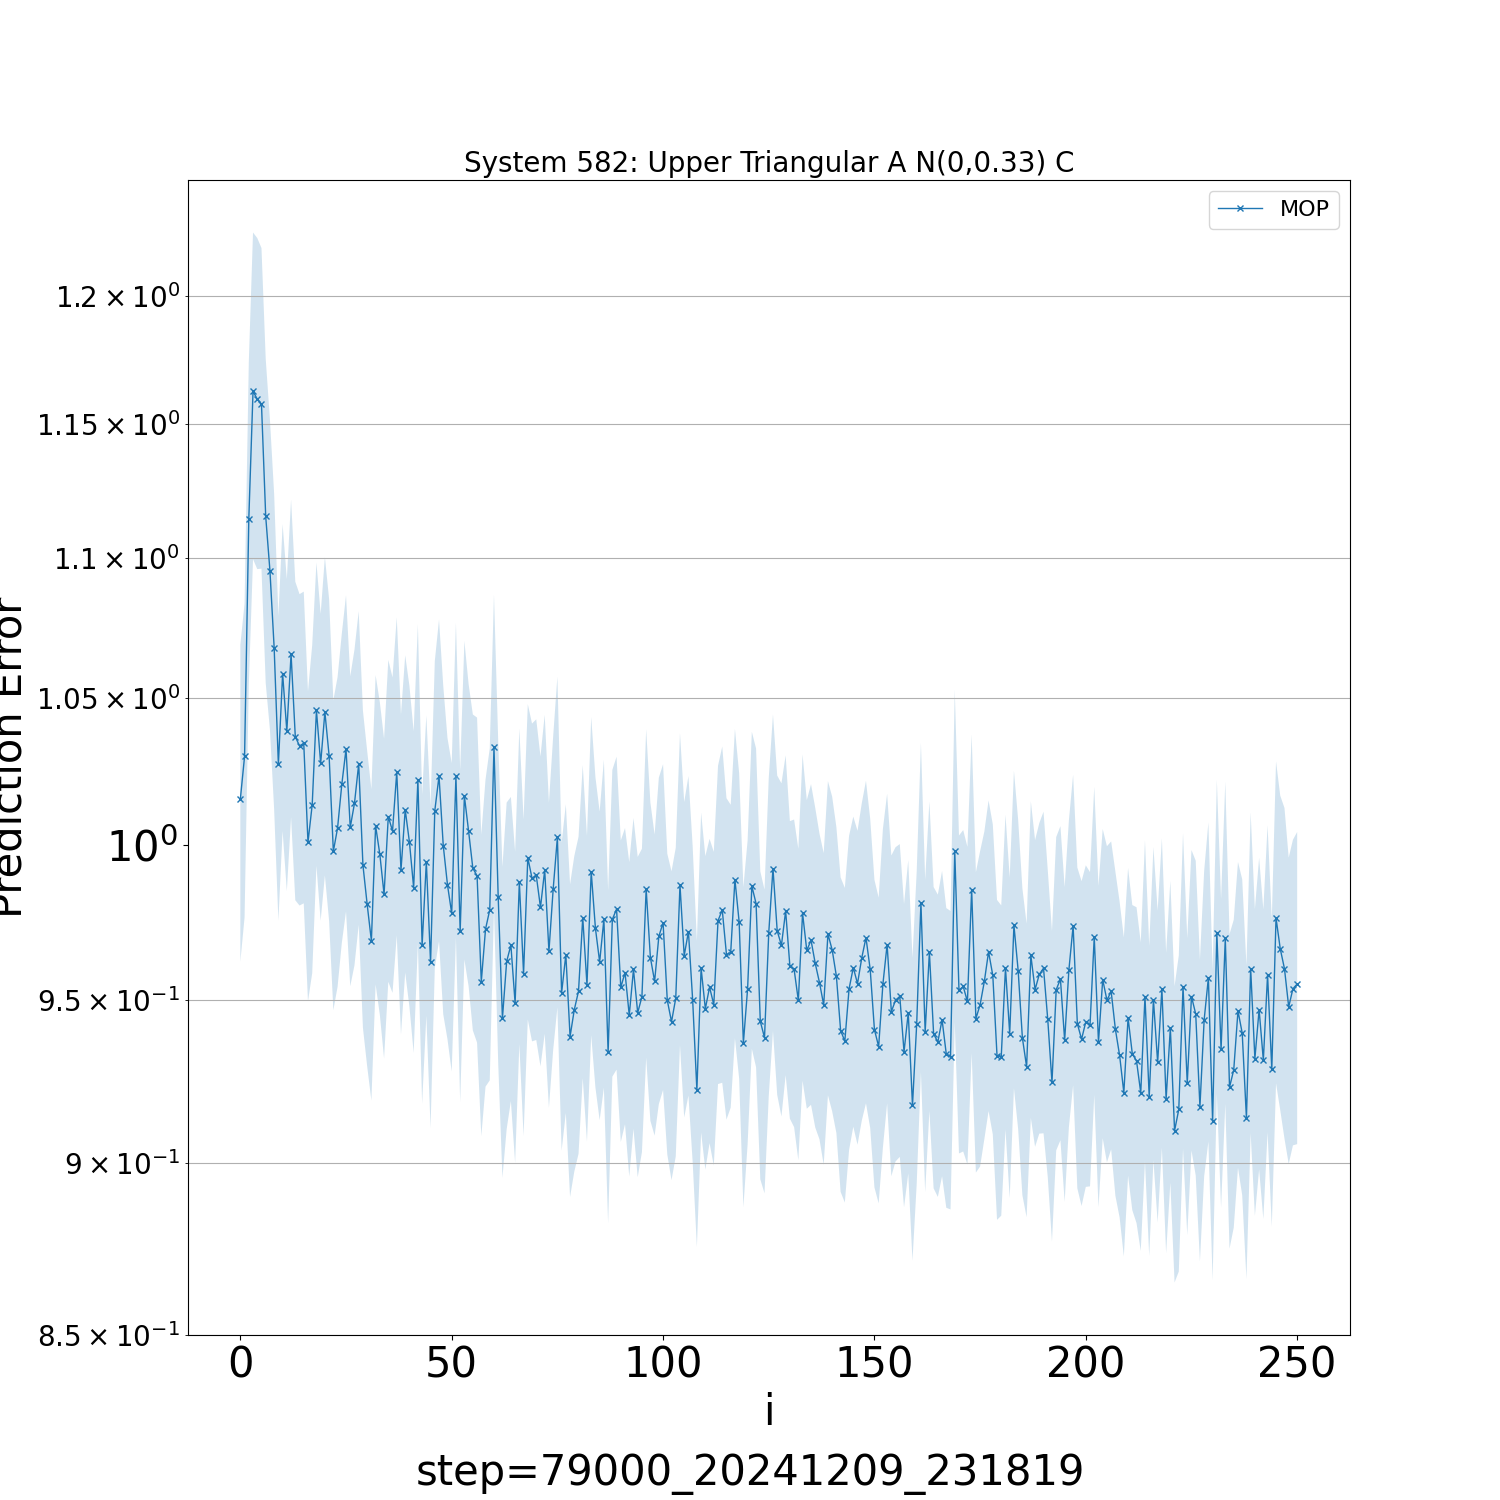 System 582: Upper Triangular A N(0,0.33) C
MOP
1.2 × 10⁰
1.15 × 10⁰
1.1 × 10⁰
1.05 × 10⁰
10⁰
9.5 × 10⁻¹
9 × 10⁻¹
8.5 × 10⁻¹
Prediction Error
0 50 100 150 200 250
i
step=79000_20241209_231819